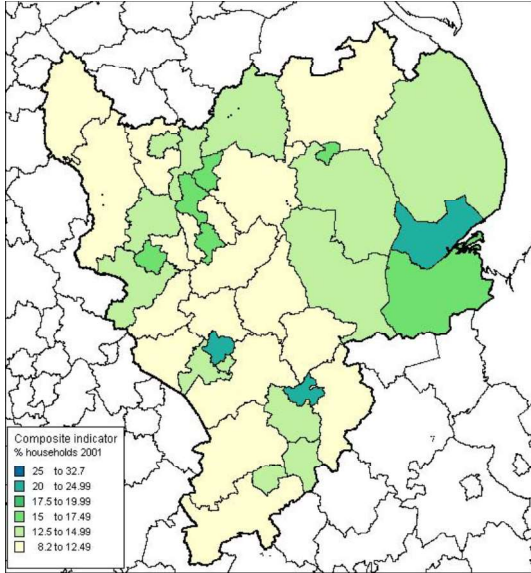 Composite indicator
% households 2001
25 to 32.7
20 to 24.99
17.5 to 19.99
15 to 17.49
12.5 to 14.99
8.2 to 12.49